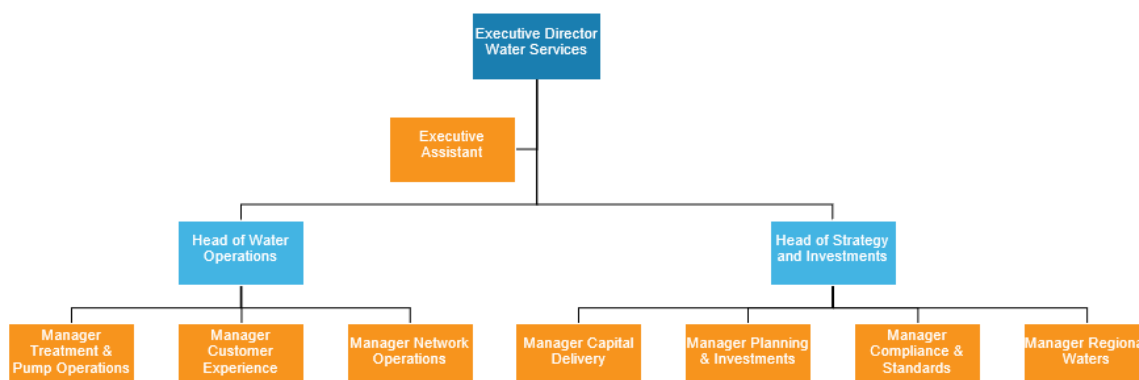 Executive Director
Water Services
Executive
Assistant
Head of Water
Operations
Head of Strategy
and Investments
Manager
Treatment &
Pump Operations
Manager
Customer
Experience
Manager Network
Operations
Manager Capital
Delivery
Manager Planning
& Investments
Manager
Compliance &
Standards
Manager Regional
Waters